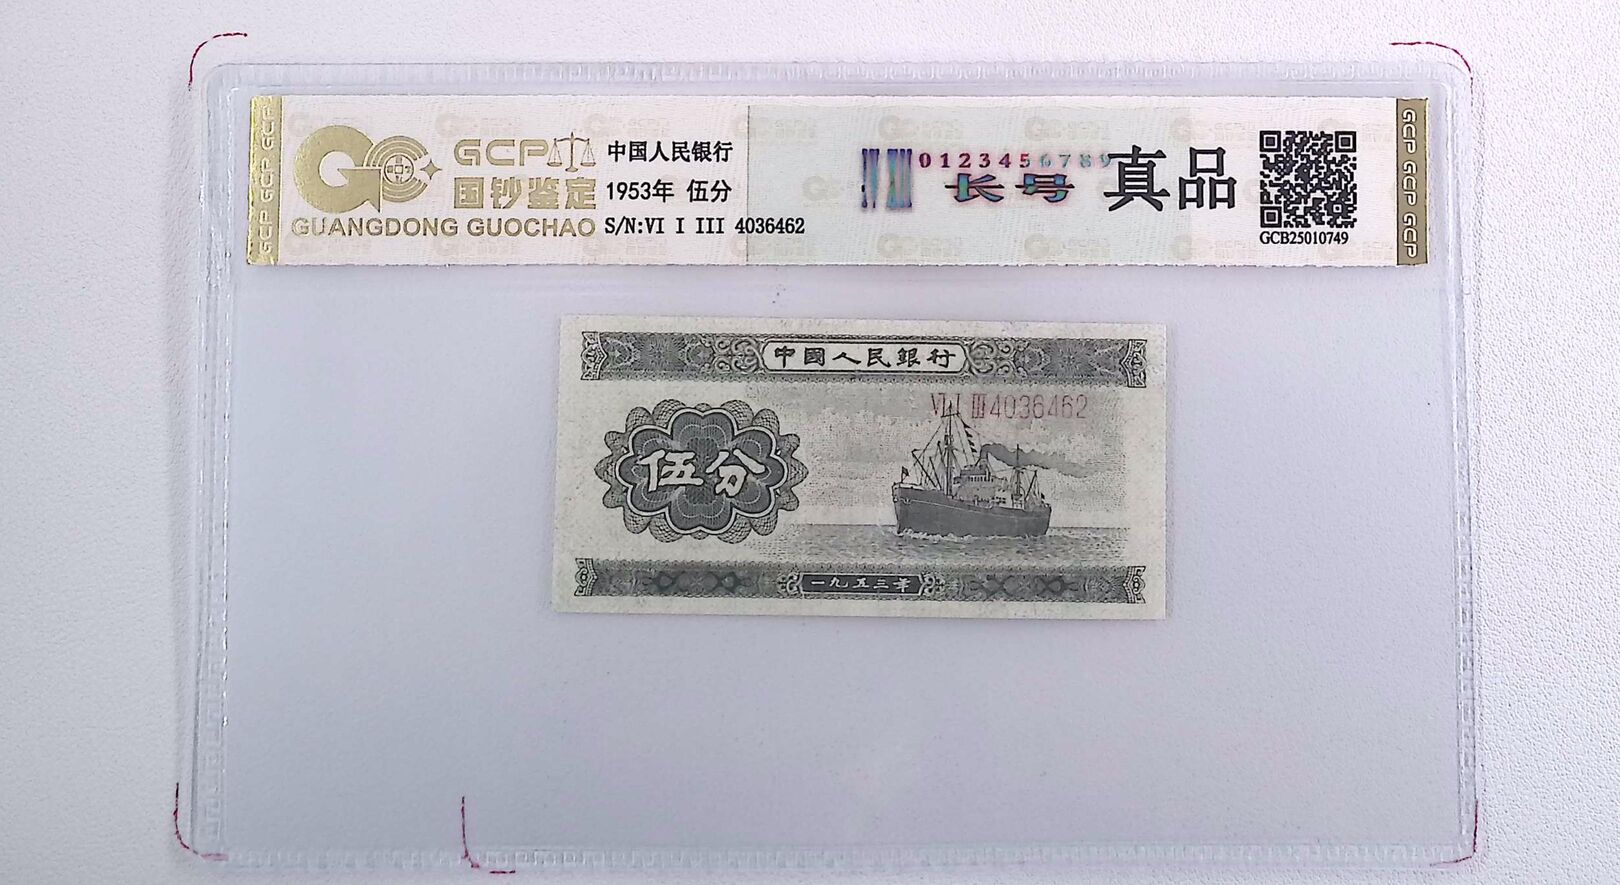 GCP GCP GCP
GCP
国钞鉴定
GUANGDONG GUOCHAO
中国人民银行
1953年 伍分
S/N:VI I III 4036462
0123456789
长号
真品
GCB25010749
GCP GCP GCP
中國人民銀行
VI I III 4036462
伍分
一九五三年